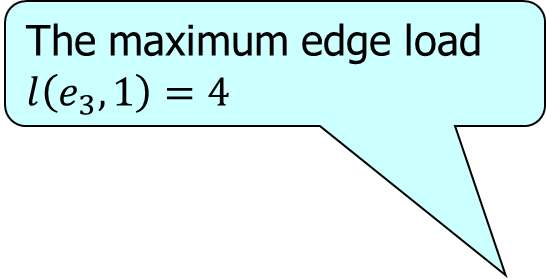 The maximum edge load
𝑙(𝑒₃, 1) = 4